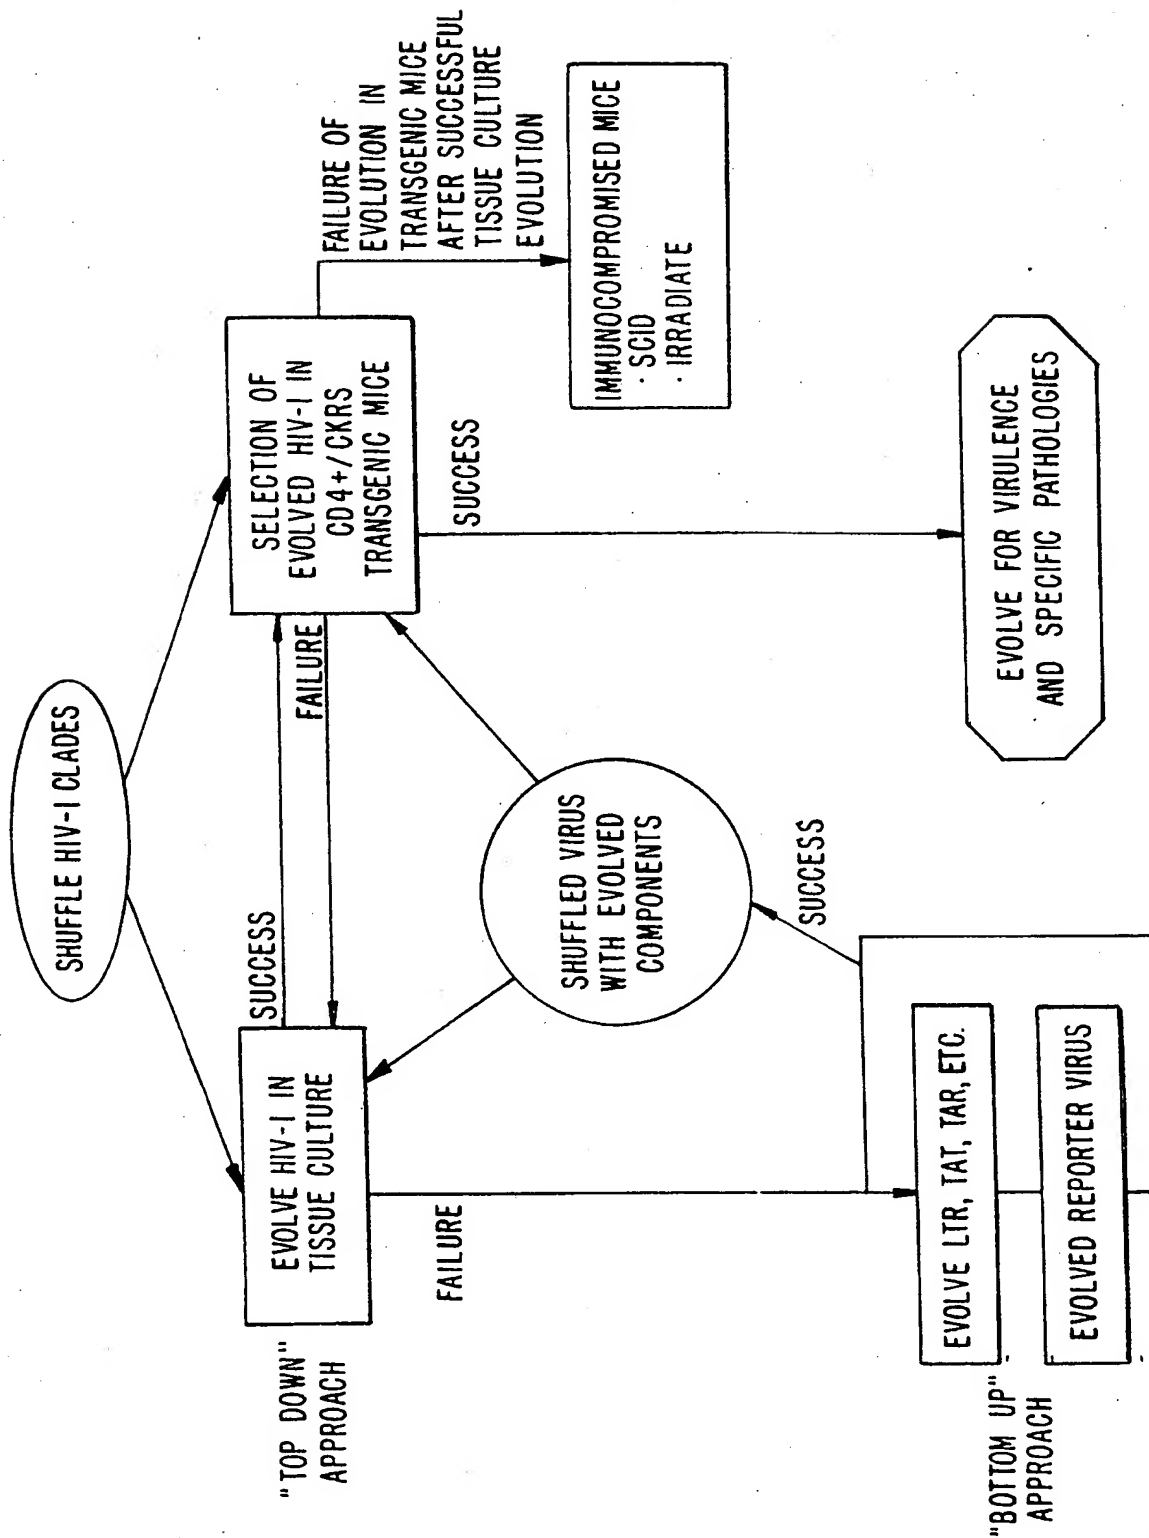 SHUFFLE HIV-1 CLADES
"TOP DOWN"
APPROACH
EVOLVE HIV-1 IN
TISSUE CULTURE
SUCCESS
FAILURE
SELECTION OF
EVOLVED HIV-1 IN
CD4+/CKRS
TRANSGENIC MICE
FAILURE OF
EVOLUTION IN
TRANSGENIC MICE
AFTER SUCCESSFUL
TISSUE CULTURE
EVOLUTION
FAILURE
SHUFFLED VIRUS
WITH EVOLVED
COMPONENTS
SUCCESS
IMMUNOCOMPROMISED MICE
· SCID
· IRRADIATE
SUCCESS
"BOTTOM UP"
APPROACH
EVOLVE LTR, TAT, TAR, ETC.
EVOLVED REPORTER VIRUS
EVOLVE FOR VIRULENCE
AND SPECIFIC PATHOLOGIES